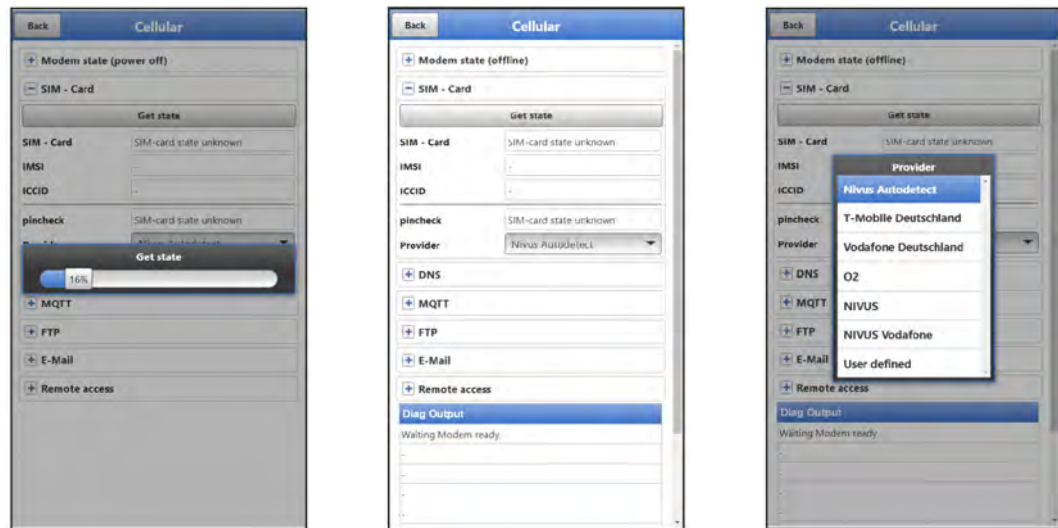 Back Cellular
Modem state (power off)
SIM - Card
Get state
SIM - Card SIM-card state unknown
IMSI
ICCID -
pincheck SIM-card state unknown
Get state
16%
MQTT
FTP
E-Mail
Remote access
Back Cellular
Modem state (offline)
SIM - Card
Get state
SIM - Card SIM-card state unknown
IMSI -
ICCID -
pincheck SIM-card state unknown
Provider Nivus Autodetect
DNS
MQTT
FTP
E-Mail
Remote access
Diag Output
Waiting Modem ready
-
-
-
-
Back Cellular
Modem state (offline)
SIM - Card
Get state
SIM - Card SIM-card state unknown
IMSI
ICCID
pincheck
Provider
DNS
MQTT
FTP
E-Mail
Remote access
Provider
Nivus Autodetect
T-Mobile Deutschland
Vodafone Deutschland
O2
NIVUS
NIVUS Vodafone
User defined
Diag Output
Waiting Modem ready
-
-
-
-